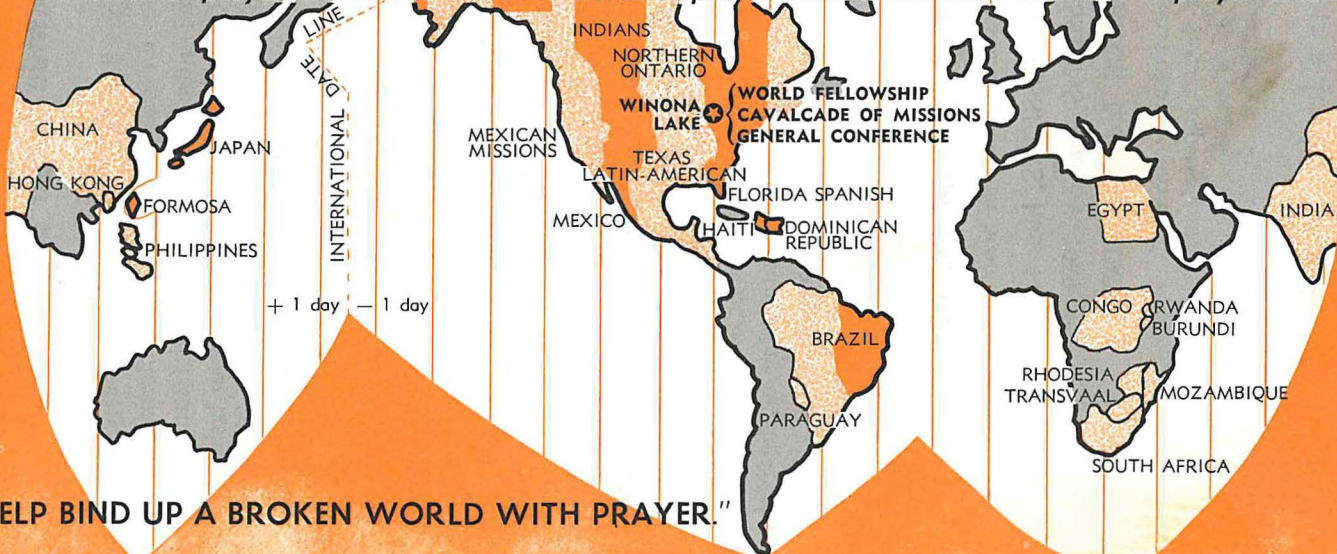 LINE
DATE
INTERNATIONAL
+ 1 day
– 1 day
INDIANS
NORTHERN
ONTARIO
WINONA
LAKE
WORLD FELLOWSHIP
CAVALCADE OF MISSIONS
GENERAL CONFERENCE
CHINA
JAPAN
HONG KONG
FORMOSA
PHILIPPINES
MEXICAN
MISSIONS
TEXAS
LATIN-AMERICAN
FLORIDA SPANISH
MEXICO
HAITI
DOMINICAN
REPUBLIC
EGYPT
INDIA
BRAZIL
PARAGUAY
CONGO
RWANDA
BURUNDI
RHODESIA
TRANSVAAL
MOZAMBIQUE
SOUTH AFRICA
ELP BIND UP A BROKEN WORLD WITH PRAYER."